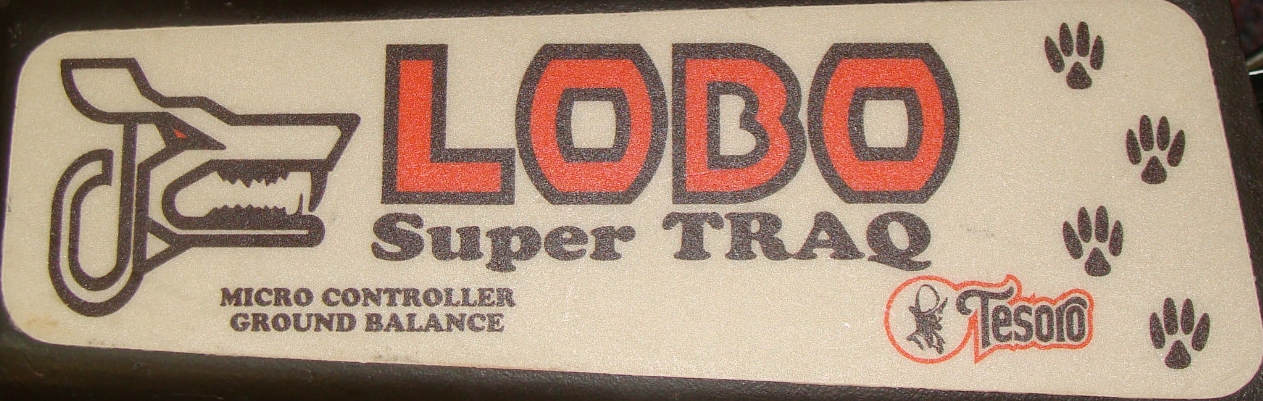 LOBO
Super TRAQ
MICRO CONTROLLER
GROUND BALANCE
Tesoro